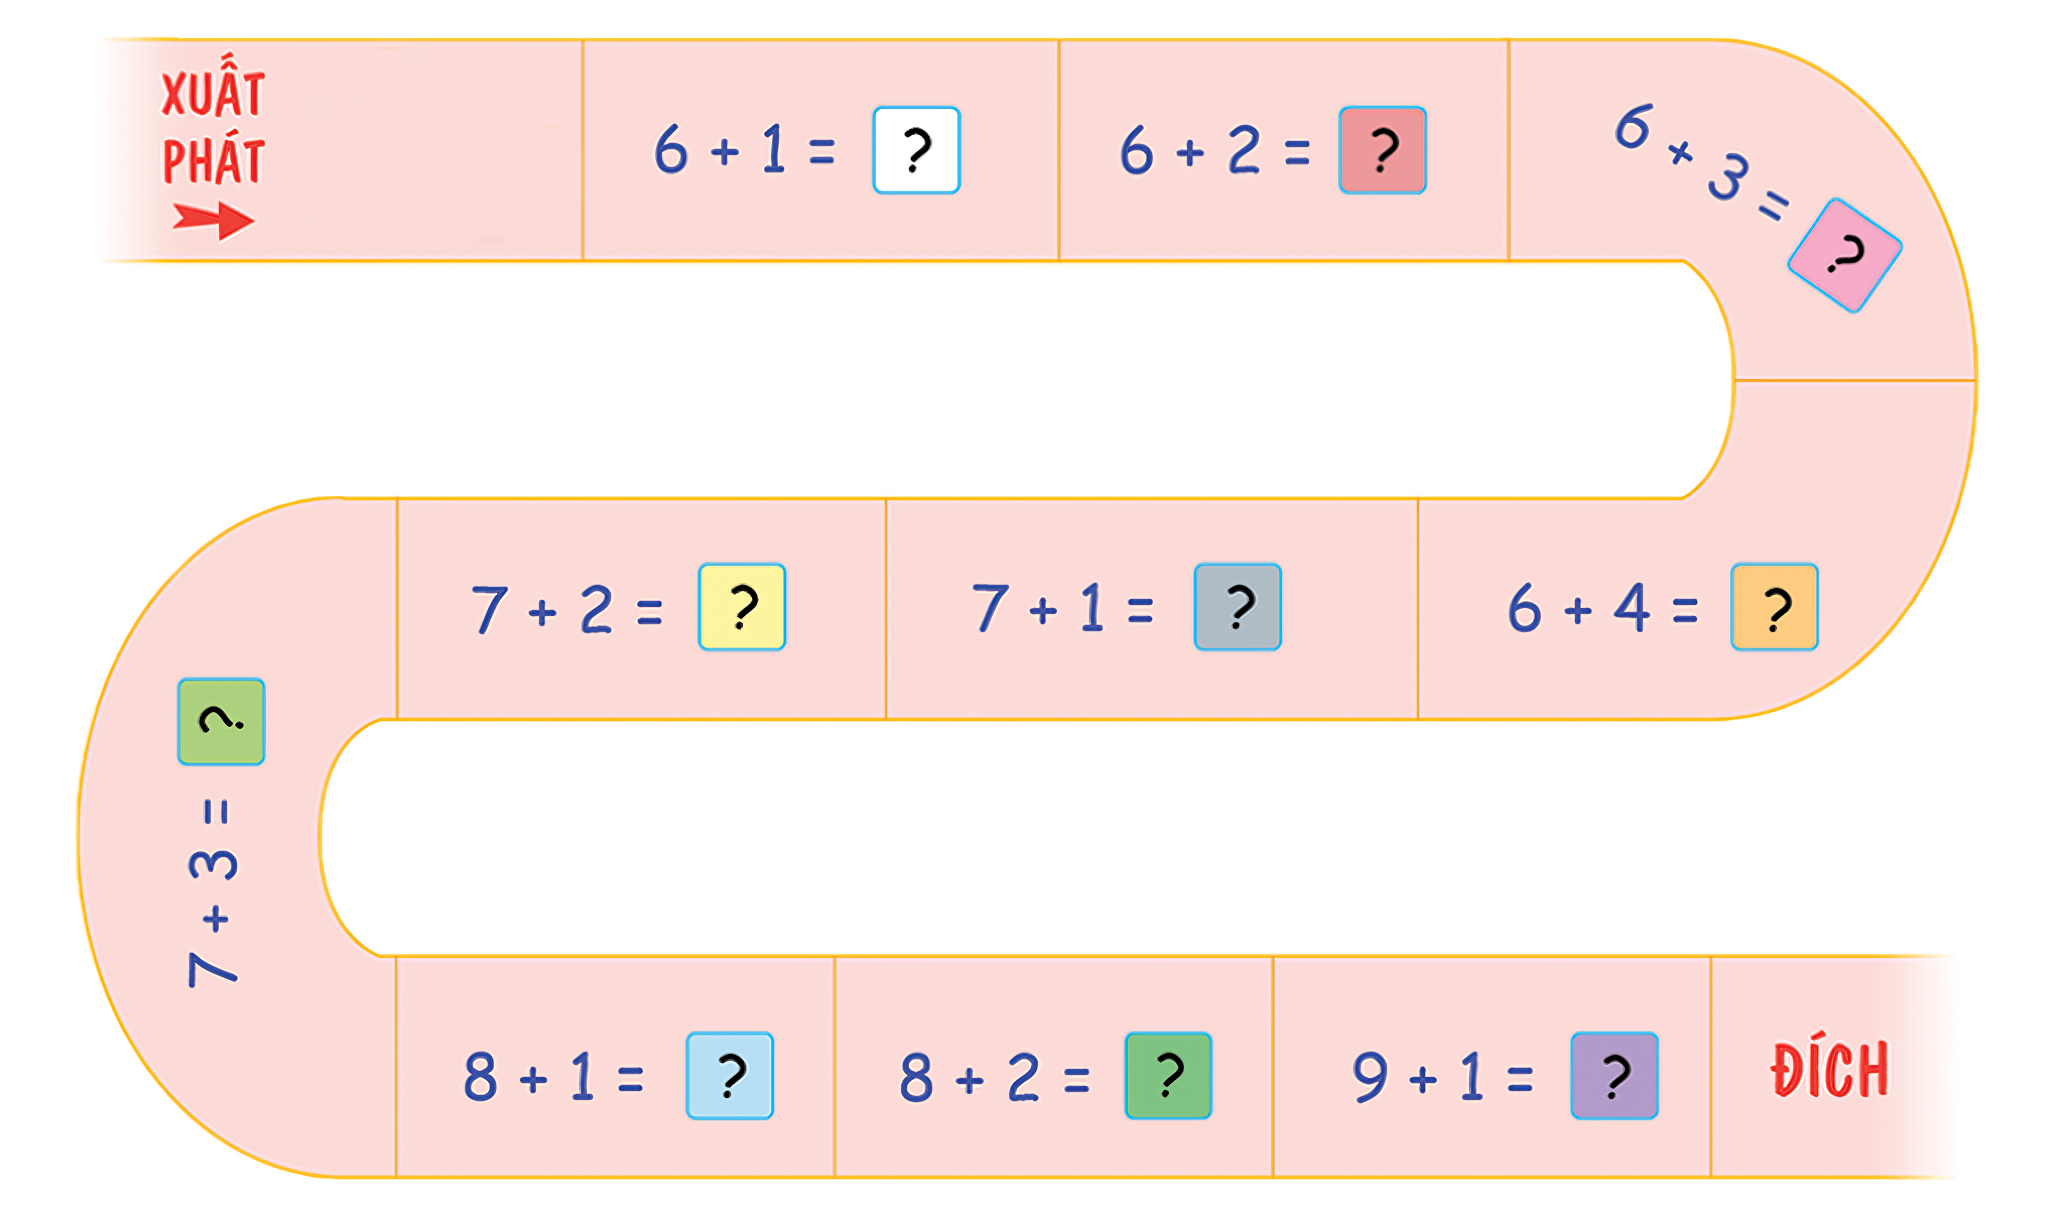 XUẤT
PHÁT
6 + 1 = ?
6 + 2 = ?
6 + 3 = ?
6 + 4 = ?
7 + 1 = ?
7 + 2 = ?
7 + 3 = ?
8 + 1 = ?
8 + 2 = ?
9 + 1 = ?
ĐÍCH